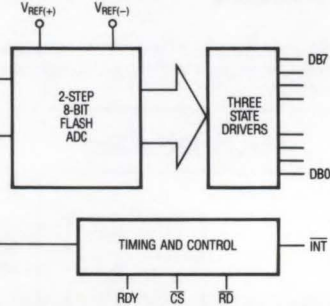 VREF(+) VREF(−)
2-STEP
8-BIT
FLASH
ADC
THREE
STATE
DRIVERS
DB7
DB0
TIMING AND CONTROL
INT
RDY CS RD